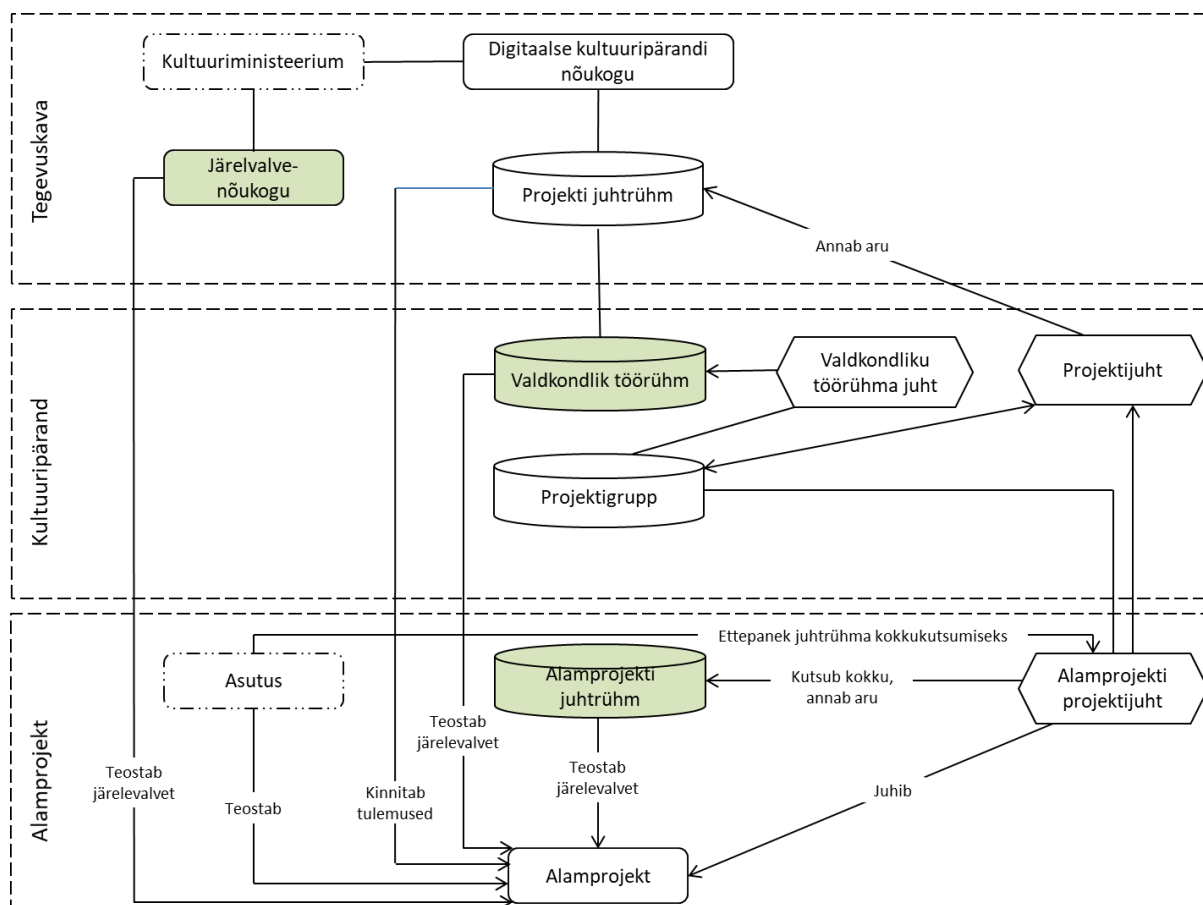 Tegevuskava
Kultuuriministeerium
Digitaalse kultuuripärandi
nõukogu
Järelvalve-
nõukogu
Projekti juhtrühm
Annab aru
Kultuuripärand
Valdkondlik töörühm
Valdkondliku
töörühma juht
Projektijuht
Projektigrupp
Alamprojekt
Ettepanek juhtrühma kokkukutsumiseks
Asutus
Alamprojekti
juhtrühm
Kutsub kokku,
annab aru
Alamprojekti
projektijuht
Teostab
järelevalvet
Teostab
Kinnitab
tulemused
Teostab
järelevalvet
Teostab
järelevalvet
Juhib
Alamprojekt